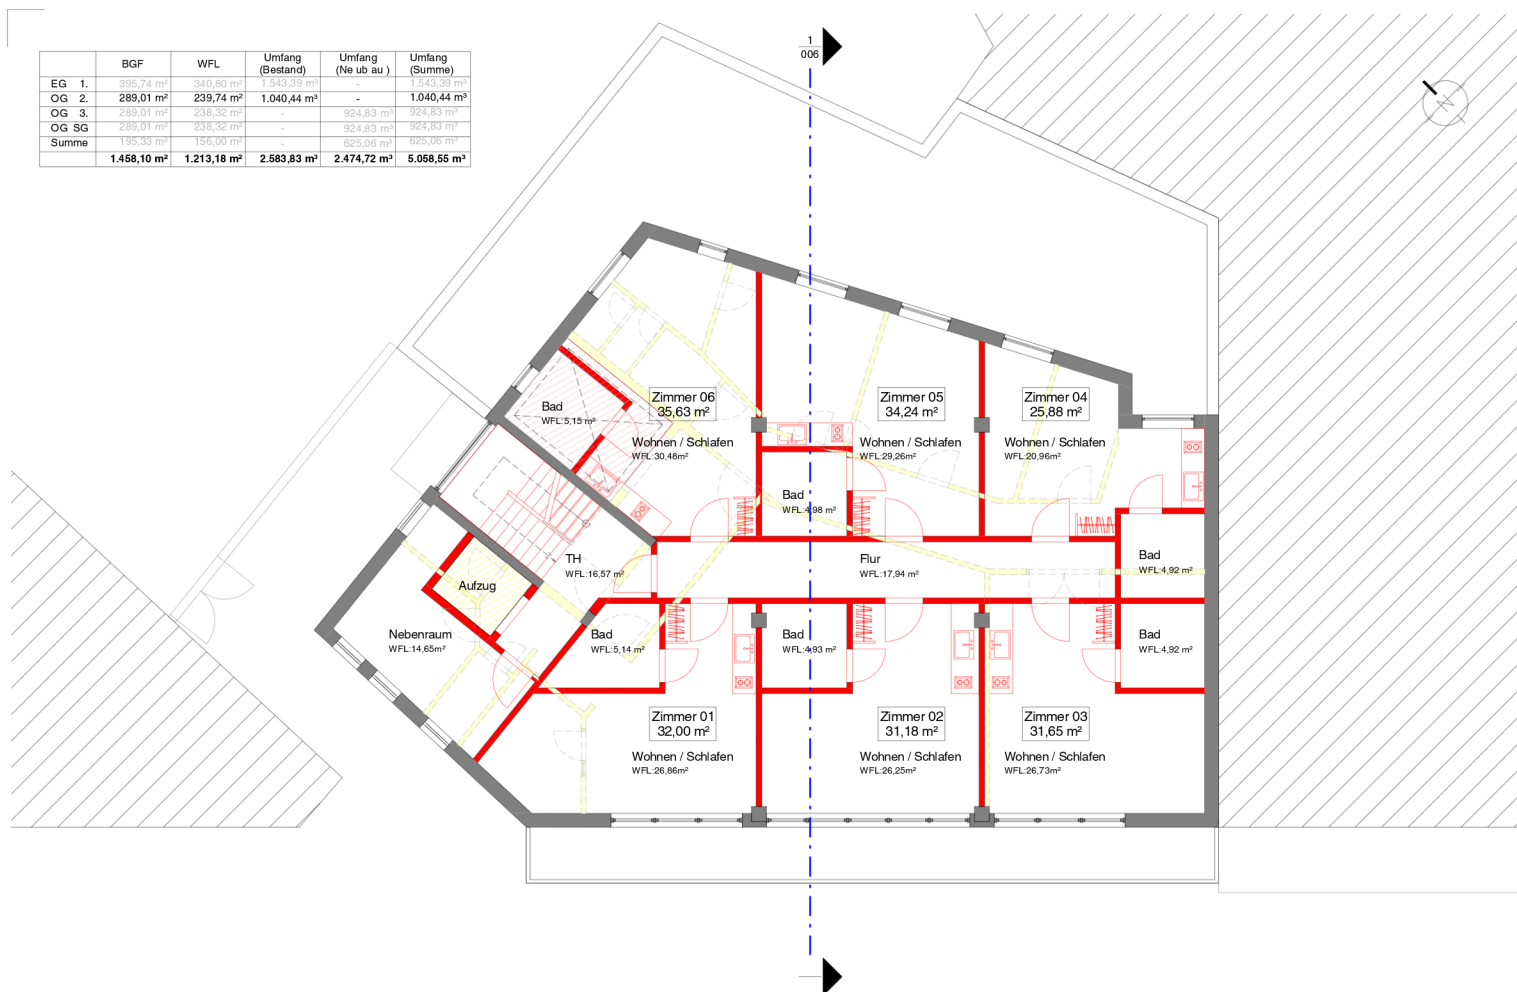 BGF WFL Umfang (Bestand) Umfang (Ne ub au ) Umfang (Summe)
EG 1. 395,74 m² 340,80 m² 1.543,39 m³ - 1.543,39 m³
OG 2. 289,01 m² 239,74 m² 1.040,44 m³ - 1.040,44 m³
OG 3. 289,01 m² 238,32 m² - 924,83 m³ 924,83 m³
OG SG 289,01 m² 238,32 m² - 924,83 m³ 924,83 m³
Summe 195,33 m² 156,00 m² - 625,06 m³ 625,06 m³
1.458,10 m² 1.213,18 m² 2.583,83 m³ 2.474,72 m³ 5.058,55 m³
1
006
N
Zimmer 06
35,63 m²
Wohnen / Schlafen
WFL:30,48m²
Bad
WFL:5,15 m²
Zimmer 05
34,24 m²
Wohnen / Schlafen
WFL:29,26m²
Bad
WFL:4,98 m²
Zimmer 04
25,88 m²
Wohnen / Schlafen
WFL:20,96m²
Bad
WFL:4,92 m²
TH
WFL:16,57 m²
Flur
WFL:17,94 m²
Aufzug
Nebenraum
WFL:14,65m²
Bad
WFL:5,14 m²
Bad
WFL:4,93 m²
Bad
WFL:4,92 m²
Zimmer 01
32,00 m²
Wohnen / Schlafen
WFL:26,86m²
Zimmer 02
31,18 m²
Wohnen / Schlafen
WFL:26,25m²
Zimmer 03
31,65 m²
Wohnen / Schlafen
WFL:26,73m²